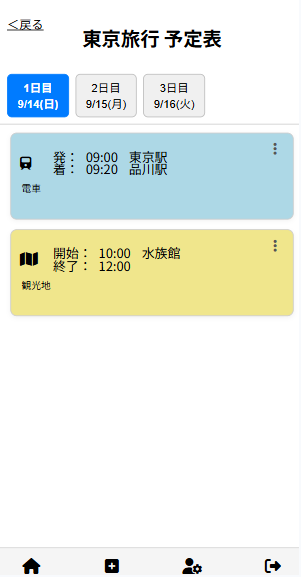 ＜戻る
東京旅行 予定表
1日目
9/14(日)
2日目
9/15(月)
3日目
9/16(火)
発： 09:00 東京駅
着： 09:20 品川駅
電車
開始： 10:00 水族館
終了： 12:00
観光地